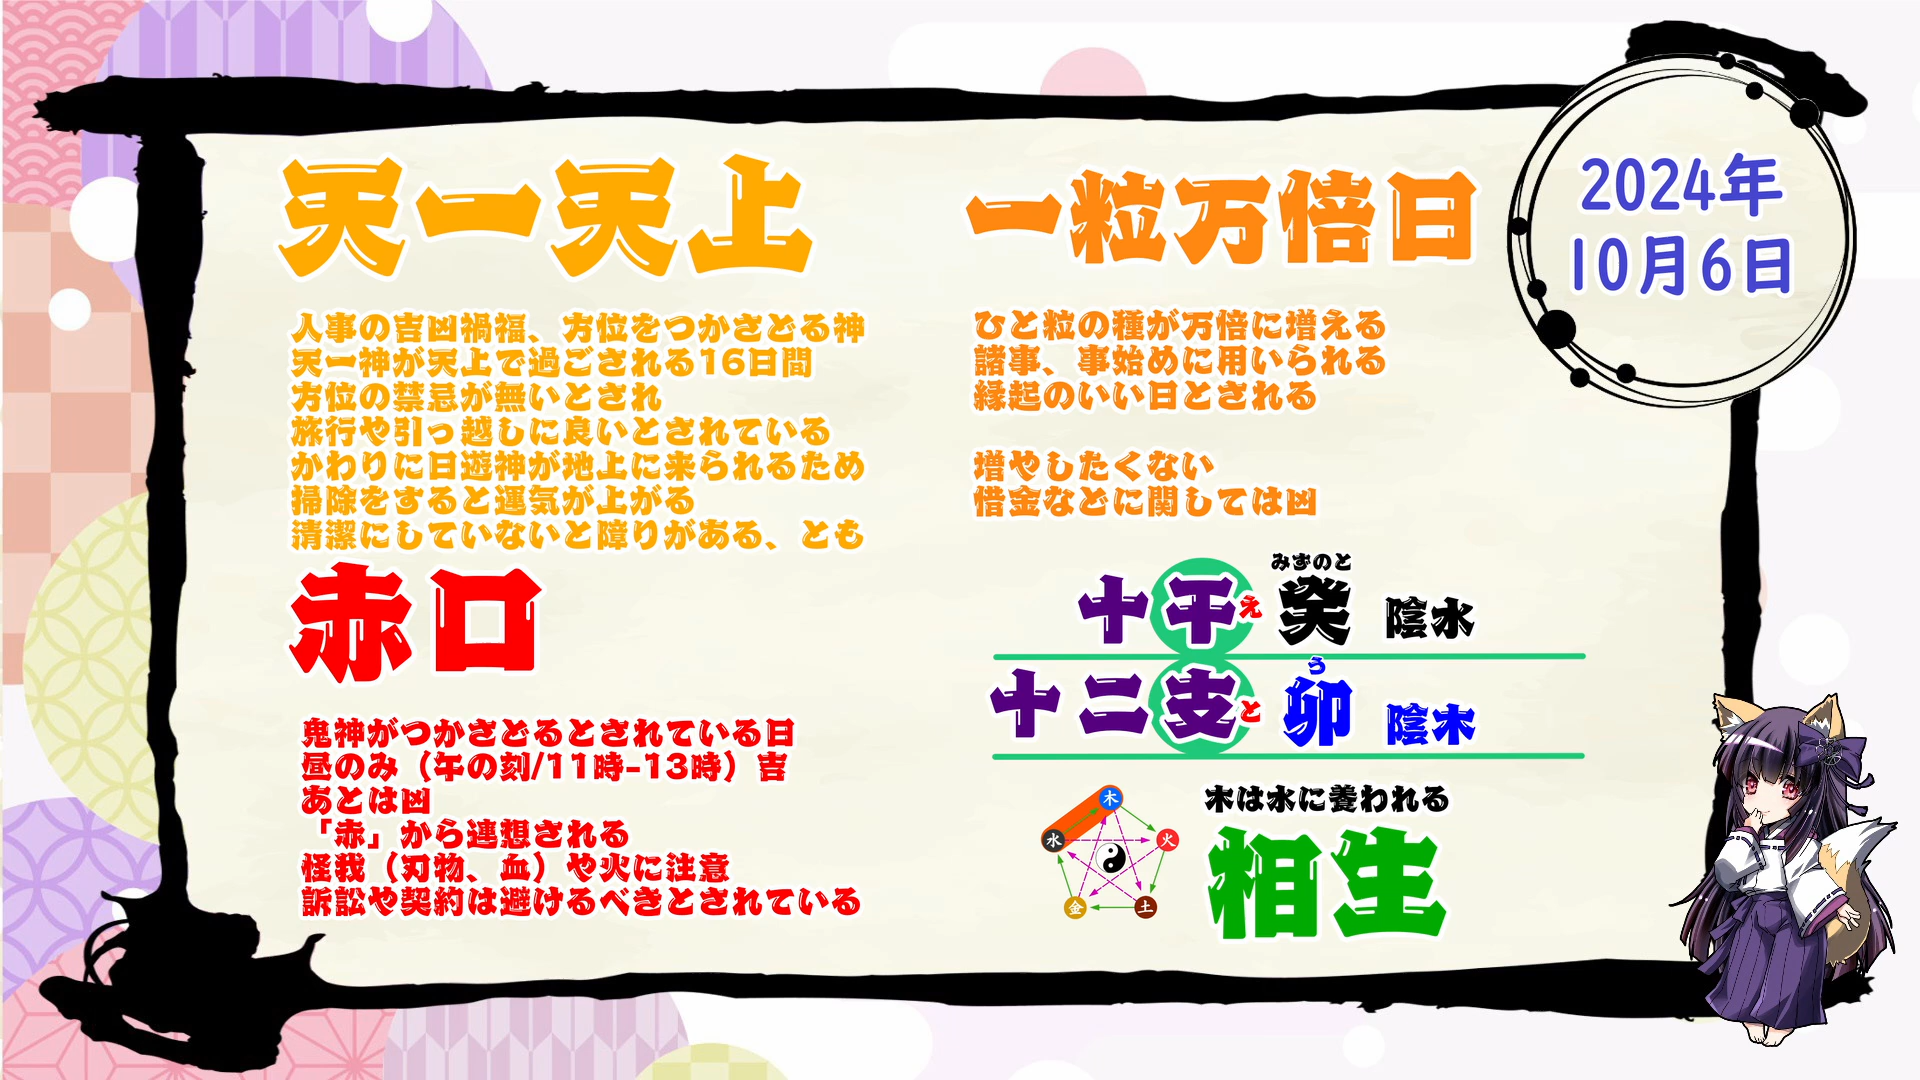 2024年
10月6日
天一天上
人事の吉凶禍福、方位をつかさどる神
天一神が天上で過ごされる16日間
方位の禁忌が無いとされ
旅行や引っ越しに良いとされている
かわりに日遊神が地上に来られるため
掃除をすると運気が上がる
清潔にしていないと障りがある、とも
赤口
鬼神がつかさどるとされている日
昼のみ（午の刻/11時-13時）吉
あとは凶
「赤」から連想される
怪我（刃物、血）や火に注意
訴訟や契約は避けるべきとされている
一粒万倍日
ひと粒の種が万倍に増える
諸事、事始めに用いられる
縁起のいい日とされる
増やしたくない
借金などに関しては凶
みずのと
十干え 癸 陰水
う
十二支と 卯 陰木
木は水に養われる
相生
木
水
火
金
土